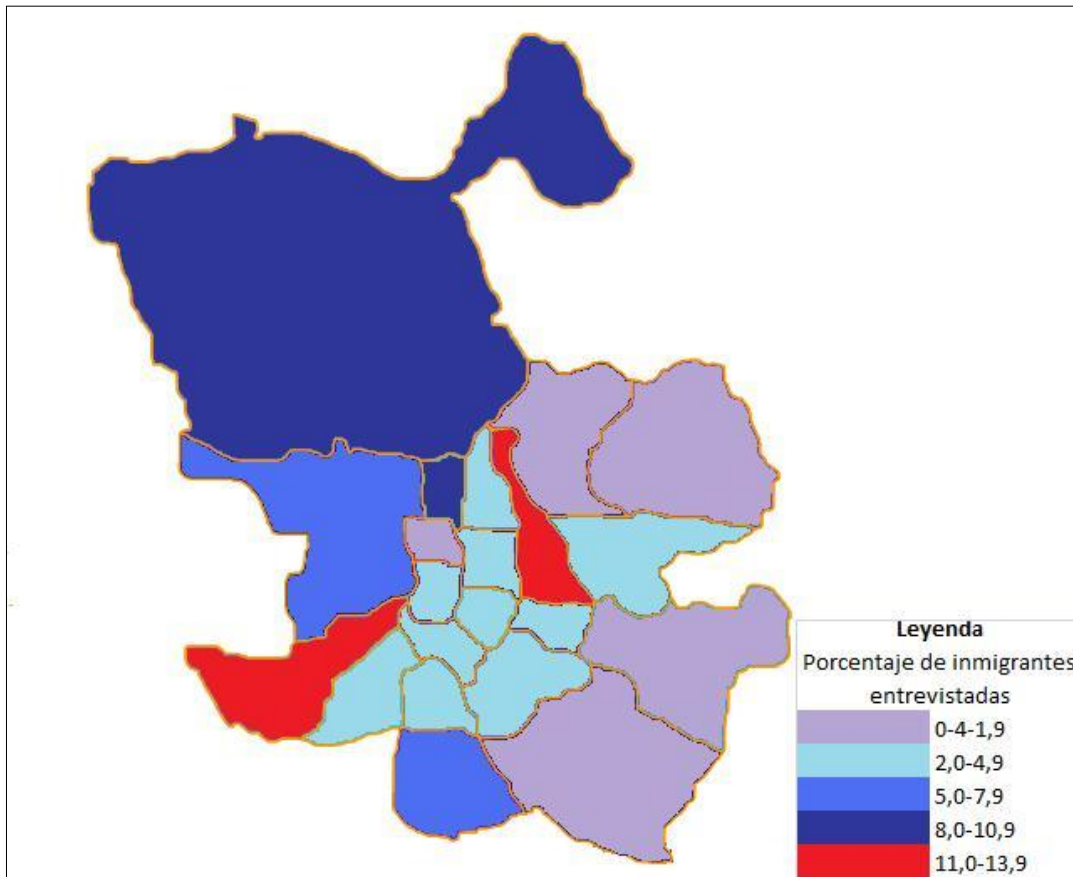 Leyenda
Porcentaje de inmigrantes
entrevistadas
0-4-1,9
2,0-4,9
5,0-7,9
8,0-10,9
11,0-13,9